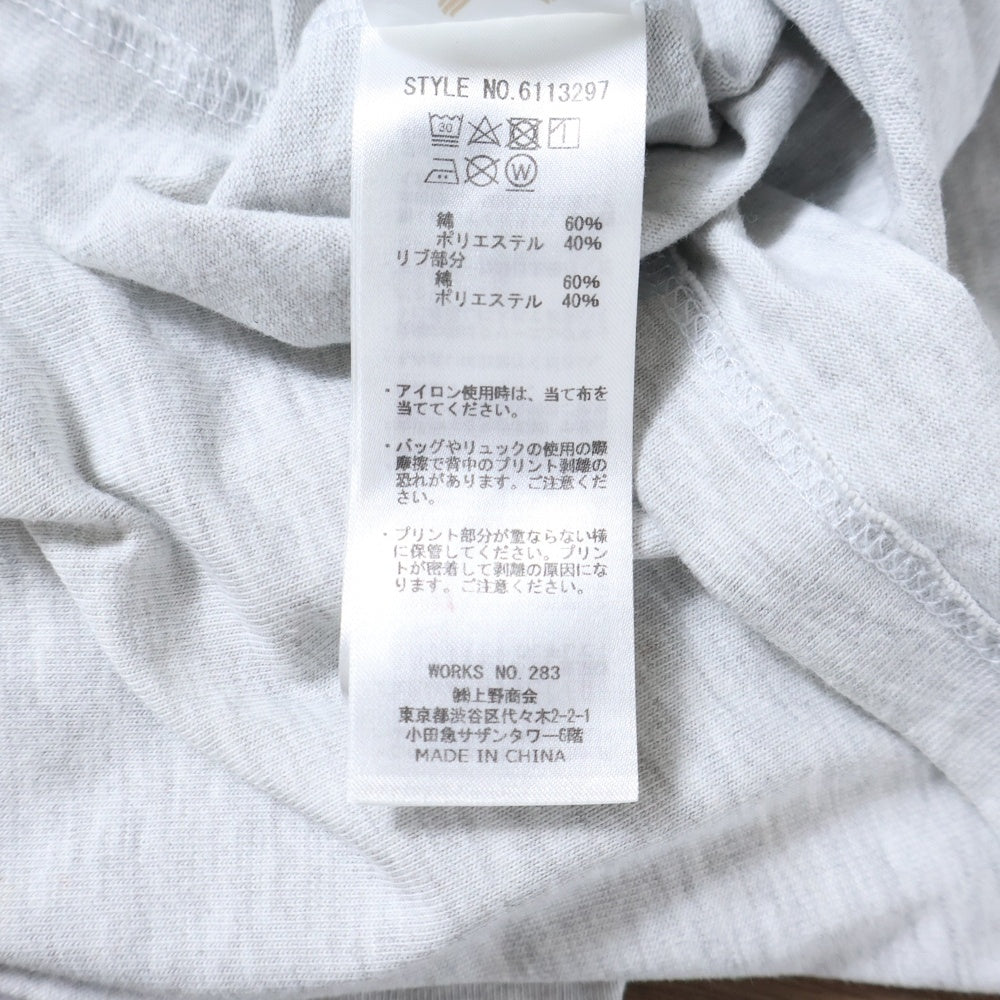 STYLE NO.6113297
30
W
綿 60%
ポリエステル 40%
リブ部分
綿 60%
ポリエステル 40%
・アイロン使用時は、当て布を
当ててください。
・バッグやリュックの使用の際
摩擦で背中のプリント剥離の
恐れがあります。ご注意くだ
さい。
・プリント部分が重ならない様
に保管してください。プリン
トが密着して剥離の原因にな
ります。ご注意ください。
WORKS NO. 283
㈱上野商会
東京都渋谷区代々木2-2-1
小田急サザンタワー6階
MADE IN CHINA